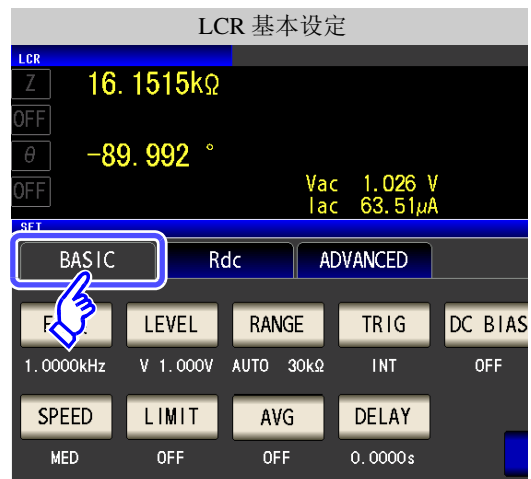 LCR 基本设定
LCR
Z 16.1515kΩ
OFF
θ -89.992 °
OFF
Vac 1.026 V
Iac 63.51μA
SET
BASIC Rdc ADVANCED
LEVEL RANGE TRIG DC BIAS
1.0000kHz V 1.000V AUTO 30kΩ INT OFF
SPEED LIMIT AVG DELAY
MED OFF OFF 0.0000s